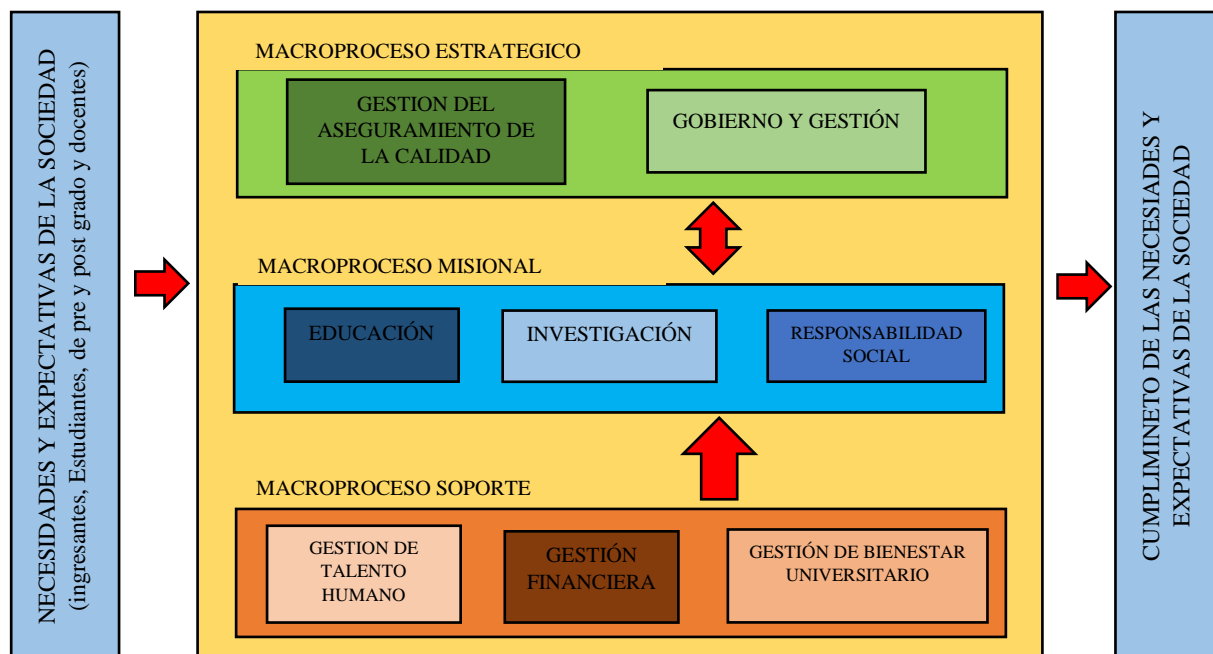 NECESIDADES Y EXPECTATIVAS DE LA SOCIEDAD
(ingresantes, Estudiantes, de pre y post grado y docentes)
MACROPROCESO ESTRATEGICO
GESTION DEL
ASEGURAMIENTO DE
LA CALIDAD
GOBIERNO Y GESTIÓN
MACROPROCESO MISIONAL
EDUCACIÓN
INVESTIGACIÓN
RESPONSABILIDAD
SOCIAL
MACROPROCESO SOPORTE
GESTION DE
TALENTO
HUMANO
GESTIÓN
FINANCIERA
GESTIÓN DE BIENESTAR
UNIVERSITARIO
CUMPLIMINETO DE LAS NECESIADES Y
EXPECTATIVAS DE LA SOCIEDAD